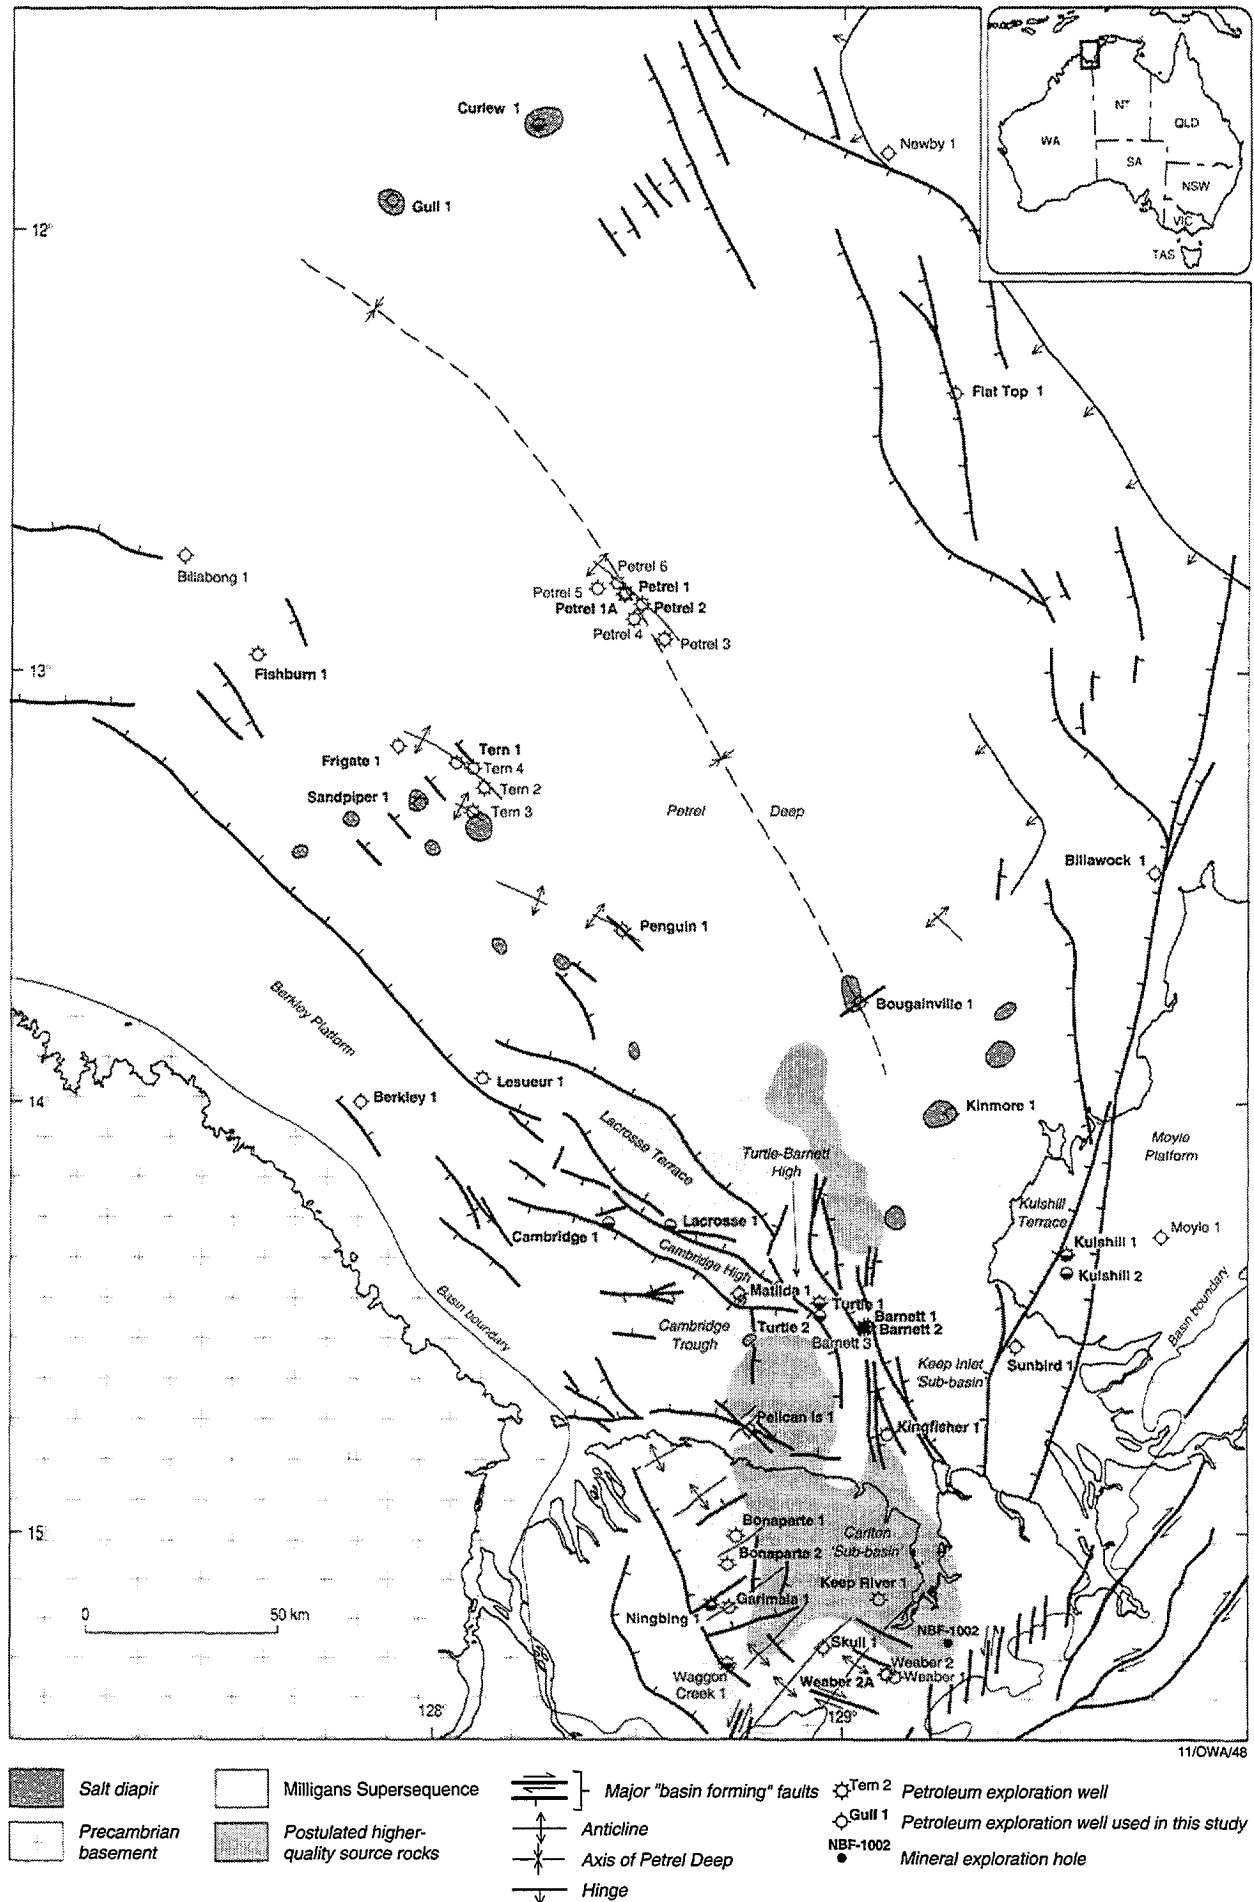 Curlew 1
Gull 1
Newby 1
NT
WA
QLD
SA
NSW
VIC
TAS
12°
Flat Top 1
Billabong 1
Petrel 6
Petrel 5
Petrel 1
Petrel 1A
Petrel 2
Petrel 4
Petrel 3
13°
Fishburn 1
Frigate 1
Tern 1
Tern 4
Sandpiper 1
Tern 2
Tern 3
Petrel Deep
Billawock 1
Penguin 1
Bougainville 1
Berkley Platform
Lesueur 1
14°
Berkley 1
Kinmore 1
Lacrosse Terrace
Turtle-Barnett
High
Moyle
Platform
Kulshill
Terrace
Lacrosse 1
Cambridge 1
Moyle 1
Kulshill 1
Kulshill 2
Cambridge High
Matilda 1
Turtle 1
Barnett 1
Barnett 2
Turtle 2
Barnett 3
Basin boundary
Basin boundary
Cambridge
Trough
Keep Inlet
'Sub-basin'
Sunbird 1
Pelican Is 1
Kingfisher 1
15°
Bonaparte 1
Bonaparte 2
Carlton
'Sub-basin'
Keep River 1
Garimala 1
Ningbing 1
NBF-1002
Skull 1
Weaber 2
Weaber 1
Weaber 2A
Waggon
Creek 1
0 50 km
128°
129°
11/OWA/48
Salt diapir
Milligans Supersequence
Major "basin forming" faults
Tern 2 Petroleum exploration well
Gull 1 Petroleum exploration well used in this study
Precambrian
basement
Postulated higher-
quality source rocks
Anticline
Axis of Petrel Deep
Hinge
NBF-1002 Mineral exploration hole